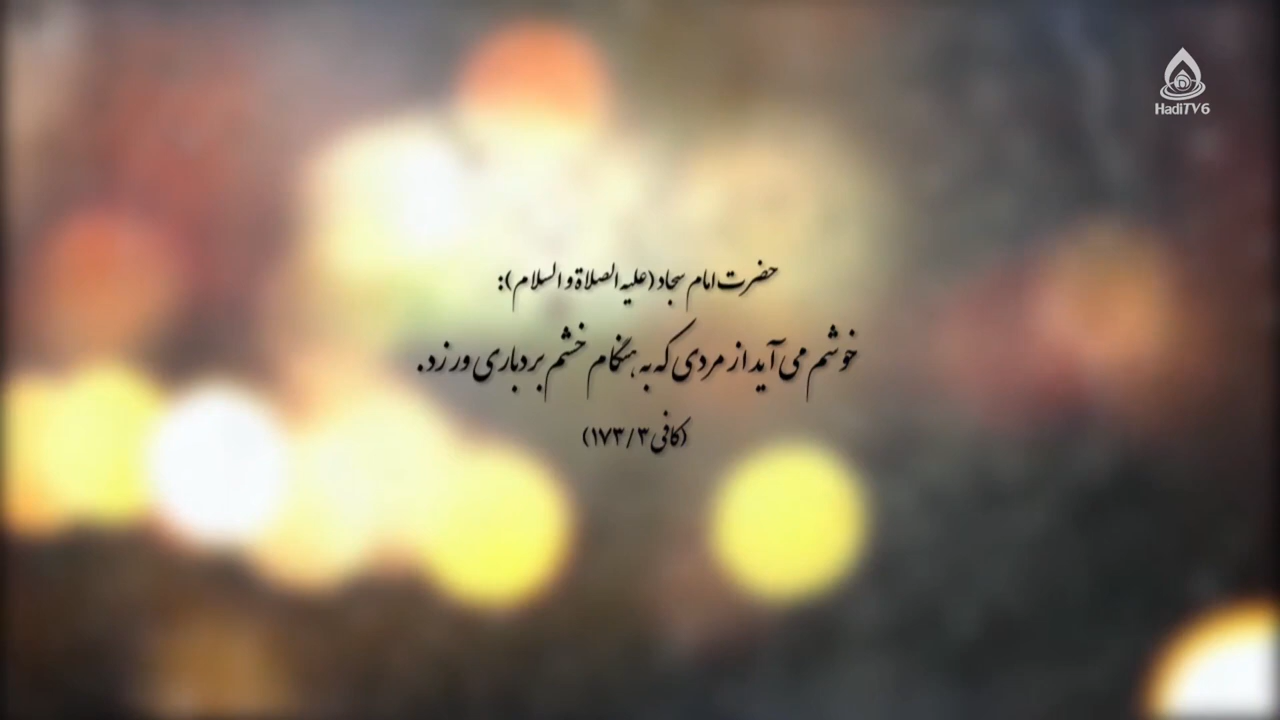 HadiTV6
حضرت امام سجاد (علیه الصلاة و السلام):
خوشم می آید از مردی که به هنگام خشم بردباری ورزد.
(کافی ۳/ ۱۷۳)